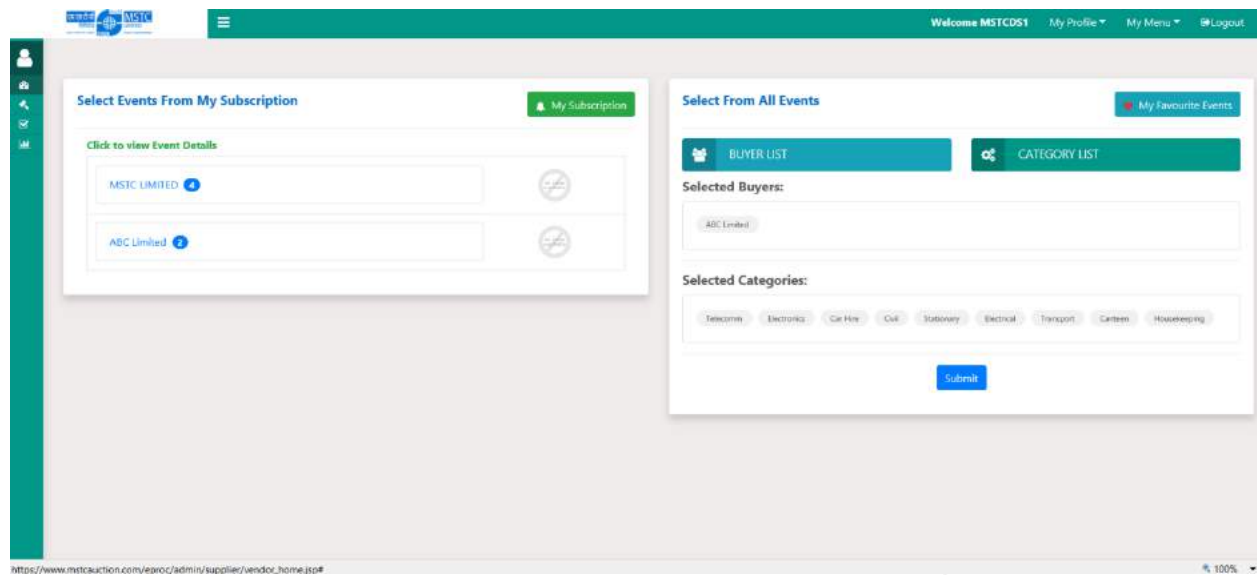 MSTC
Welcome MSTCDS1 My Profile My Menu Logout
Select Events From My Subscription
My Subscription
Click to view Event Details
MSTC LIMITED 4
ABC Limited 2
Select From All Events
My Favourite Events
BUYER LIST
CATEGORY LIST
Selected Buyers:
ABC Limited
Selected Categories:
Telecomm Electronics Car Hire Civil Stationary Electrical Transport Canteen Housekeeping
Submit
https://www.mstcauction.com/eproc/admin/supplier/vendor_home.jsp#
100%